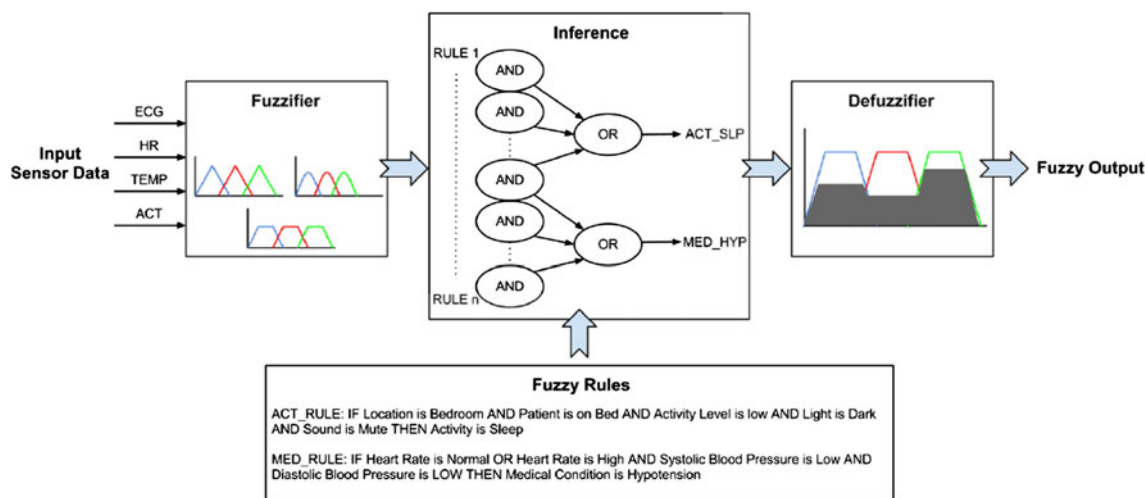 Inference
RULE 1
AND
AND
OR
ACT_SLP
AND
AND
OR
MED_HYP
AND
RULE n
Fuzzifier
ECG
HR
TEMP
ACT
Input
Sensor Data
Defuzzifier
Fuzzy Output
Fuzzy Rules
ACT_RULE: IF Location is Bedroom AND Patient is on Bed AND Activity Level is low AND Light is Dark
AND Sound is Mute THEN Activity is Sleep
MED_RULE: IF Heart Rate is Normal OR Heart Rate is High AND Systolic Blood Pressure is Low AND
Diastolic Blood Pressure is LOW THEN Medical Condition is Hypotension